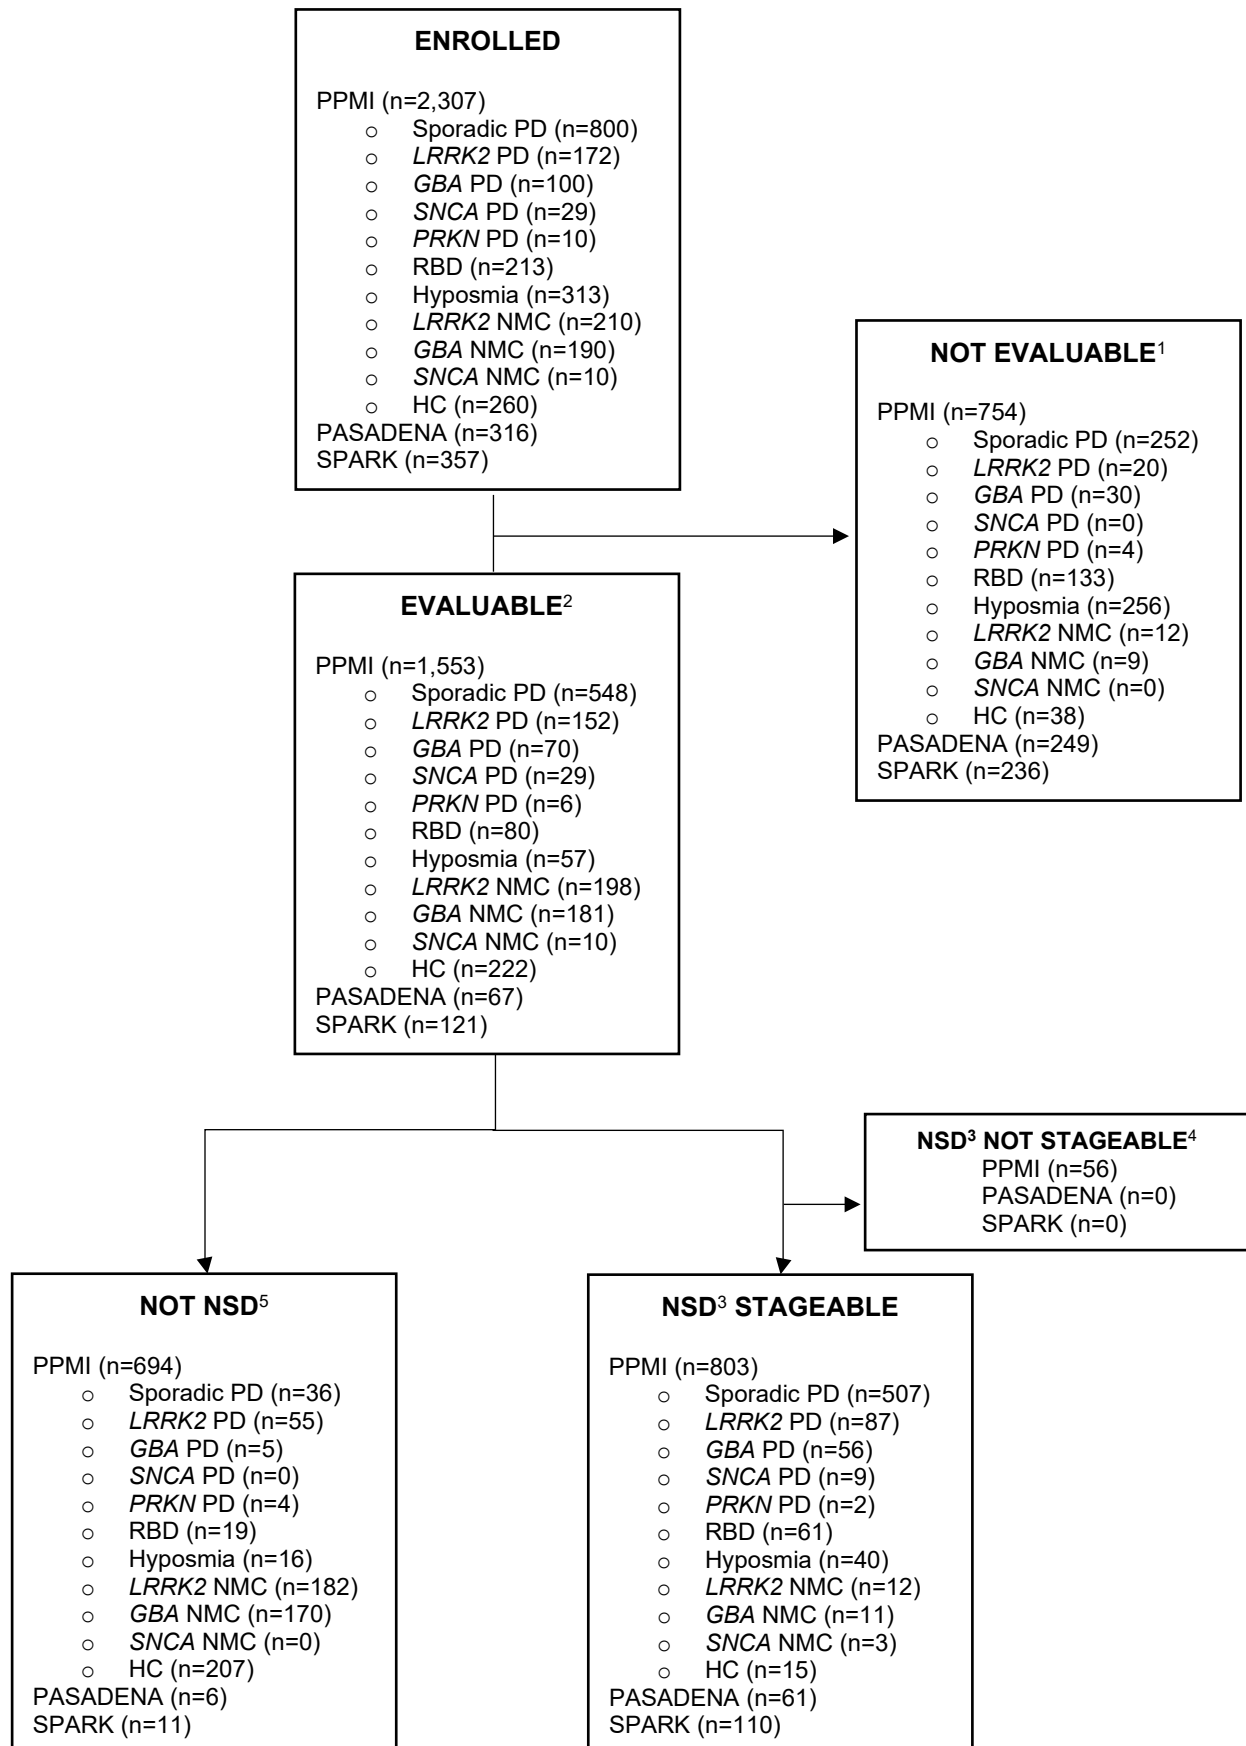 ENROLLED
PPMI (n=2,307)
o Sporadic PD (n=800)
o LRRK2 PD (n=172)
o GBA PD (n=100)
o SNCA PD (n=29)
o PRKN PD (n=10)
o RBD (n=213)
o Hyposmia (n=313)
o LRRK2 NMC (n=210)
o GBA NMC (n=190)
o SNCA NMC (n=10)
o HC (n=260)
PASADENA (n=316)
SPARK (n=357)
NOT EVALUABLE¹
PPMI (n=754)
o Sporadic PD (n=252)
o LRRK2 PD (n=20)
o GBA PD (n=30)
o SNCA PD (n=0)
o PRKN PD (n=4)
o RBD (n=133)
o Hyposmia (n=256)
o LRRK2 NMC (n=12)
o GBA NMC (n=9)
o SNCA NMC (n=0)
o HC (n=38)
PASADENA (n=249)
SPARK (n=236)
EVALUABLE²
PPMI (n=1,553)
o Sporadic PD (n=548)
o LRRK2 PD (n=152)
o GBA PD (n=70)
o SNCA PD (n=29)
o PRKN PD (n=6)
o RBD (n=80)
o Hyposmia (n=57)
o LRRK2 NMC (n=198)
o GBA NMC (n=181)
o SNCA NMC (n=10)
o HC (n=222)
PASADENA (n=67)
SPARK (n=121)
NSD³ NOT STAGEABLE⁴
PPMI (n=56)
PASADENA (n=0)
SPARK (n=0)
NOT NSD⁵
PPMI (n=694)
o Sporadic PD (n=36)
o LRRK2 PD (n=55)
o GBA PD (n=5)
o SNCA PD (n=0)
o PRKN PD (n=4)
o RBD (n=19)
o Hyposmia (n=16)
o LRRK2 NMC (n=182)
o GBA NMC (n=170)
o SNCA NMC (n=0)
o HC (n=207)
PASADENA (n=6)
SPARK (n=11)
NSD³ STAGEABLE
PPMI (n=803)
o Sporadic PD (n=507)
o LRRK2 PD (n=87)
o GBA PD (n=56)
o SNCA PD (n=9)
o PRKN PD (n=2)
o RBD (n=61)
o Hyposmia (n=40)
o LRRK2 NMC (n=12)
o GBA NMC (n=11)
o SNCA NMC (n=3)
o HC (n=15)
PASADENA (n=61)
SPARK (n=110)